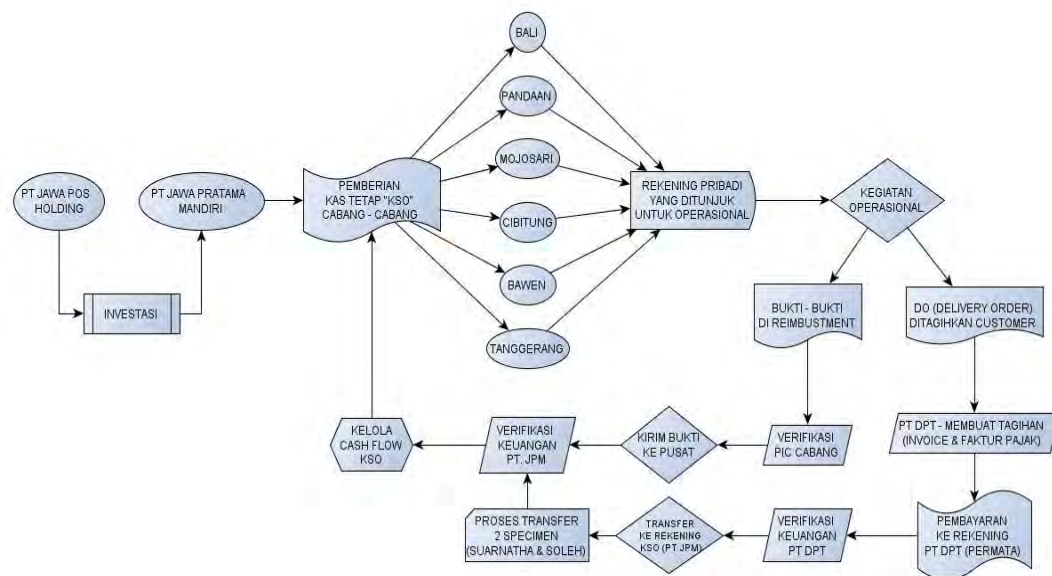 BALI
PANDAAN
MOJOSARI
CIBITUNG
BAWEN
TANGGERANG
PT JAWA POS
HOLDING
INVESTASI
PT JAWA PRATAMA
MANDIRI
PEMBERIAN
KAS TETAP "KSO"
CABANG - CABANG
REKENING PRIBADI
YANG DITUNJUK
UNTUK OPERASIONAL
KEGIATAN
OPERASIONAL
BUKTI - BUKTI
DI REIMBUSTMENT
DO (DELIVERY ORDER)
DITAGIHKAN CUSTOMER
KELOLA
CASH FLOW
KSO
VERIFIKASI
KEUANGAN
PT. JPM
KIRIM BUKTI
KE PUSAT
VERIFIKASI
PIC CABANG
PT DPT - MEMBUAT TAGIHAN
(INVOICE & FAKTUR PAJAK)
PROSES TRANSFER
2 SPECIMEN
(SUARNATHA & SOLEH)
TRANSFER
KE REKENING
KSO (PT JPM)
VERIFIKASI
KEUANGAN
PT DPT
PEMBAYARAN
KE REKENING
PT DPT (PERMATA)